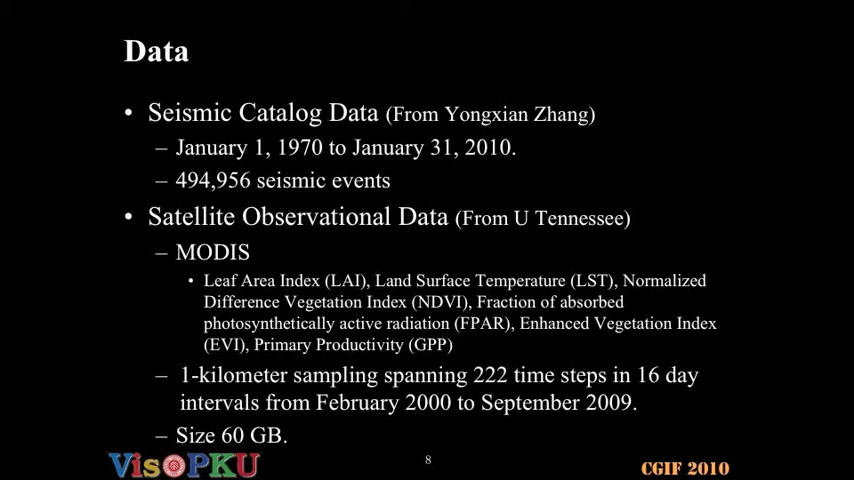 Data
• Seismic Catalog Data (From Yongxian Zhang)
– January 1, 1970 to January 31, 2010.
– 494,956 seismic events
• Satellite Observational Data (From U Tennessee)
– MODIS
• Leaf Area Index (LAI), Land Surface Temperature (LST), Normalized
Difference Vegetation Index (NDVI), Fraction of absorbed
photosynthetically active radiation (FPAR), Enhanced Vegetation Index
(EVI), Primary Productivity (GPP)
– 1-kilometer sampling spanning 222 time steps in 16 day
intervals from February 2000 to September 2009.
– Size 60 GB.
VisPKU
8
CGIF 2010